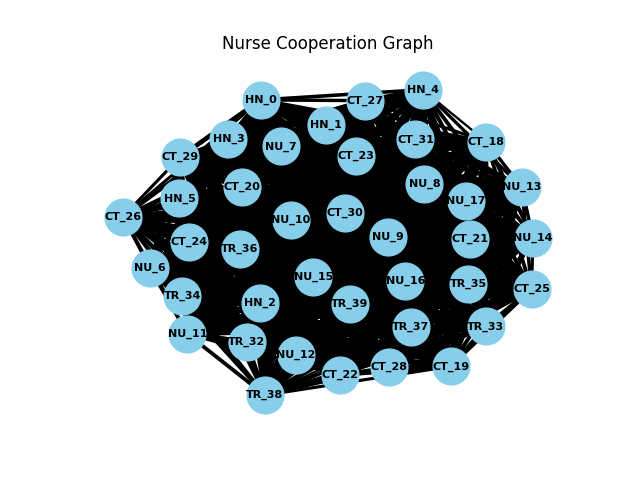 Nurse Cooperation Graph
HN_4
HN_0
CT_27
HN_1
HN_3
CT_31
CT_18
NU_7
CT_23
CT_29
NU_8
CT_20
NU_13
HN_5
NU_17
CT_30
CT_26
NU_10
NU_9
NU_14
CT_21
CT_24
TR_36
NU_6
NU_15
NU_16
TR_35
CT_25
TR_34
HN_2
TR_39
TR_33
TR_37
NU_11
TR_32
NU_12
CT_19
CT_28
CT_22
TR_38